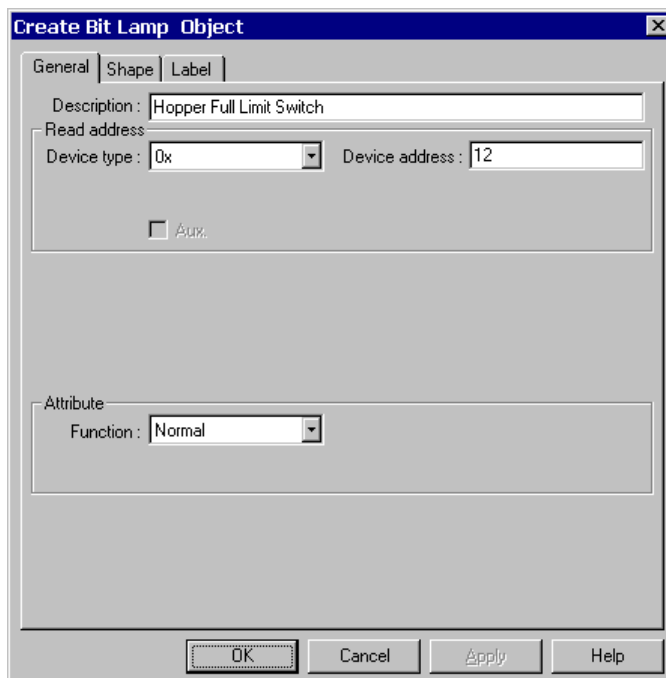 Create Bit Lamp Object
General Shape Label
Description : Hopper Full Limit Switch
Read address
Device type : 0x Device address : 12
Aux.
Attribute
Function : Normal
OK Cancel Apply Help